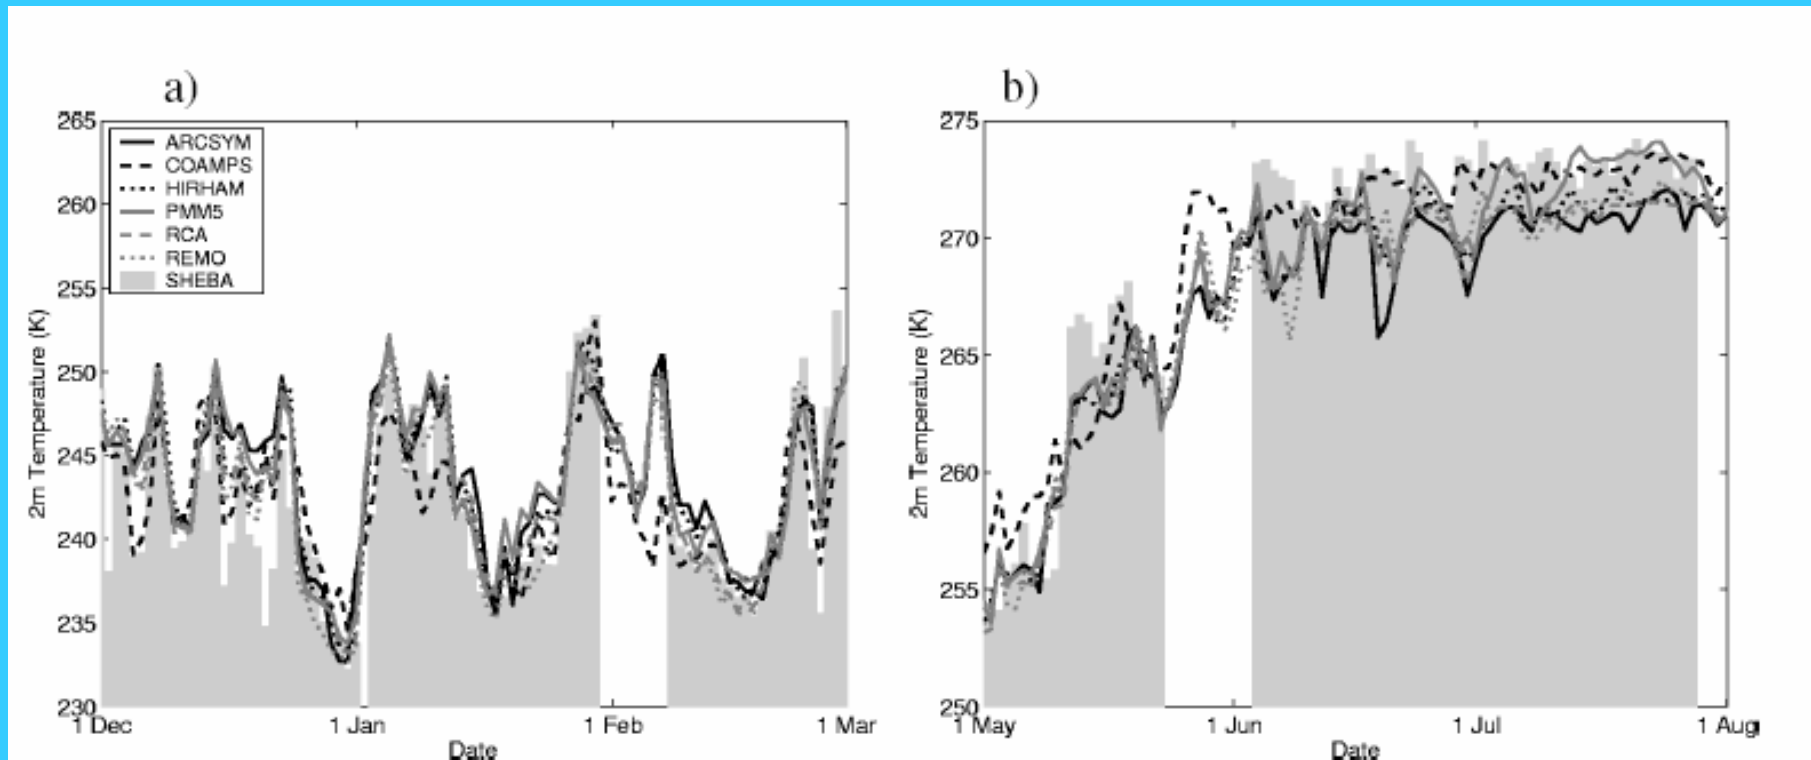 a)
265
260
255
250
245
240
235
230
2m Temperature (K)
ARCSYM
COAMPS
HIRHAM
PMM5
RCA
REMO
SHEBA
1 Dec
1 Jan
1 Feb
1 Mar
Date
b)
275
270
265
260
255
250
2m Temperature (K)
1 May
1 Jun
1 Jul
1 Aug
Date